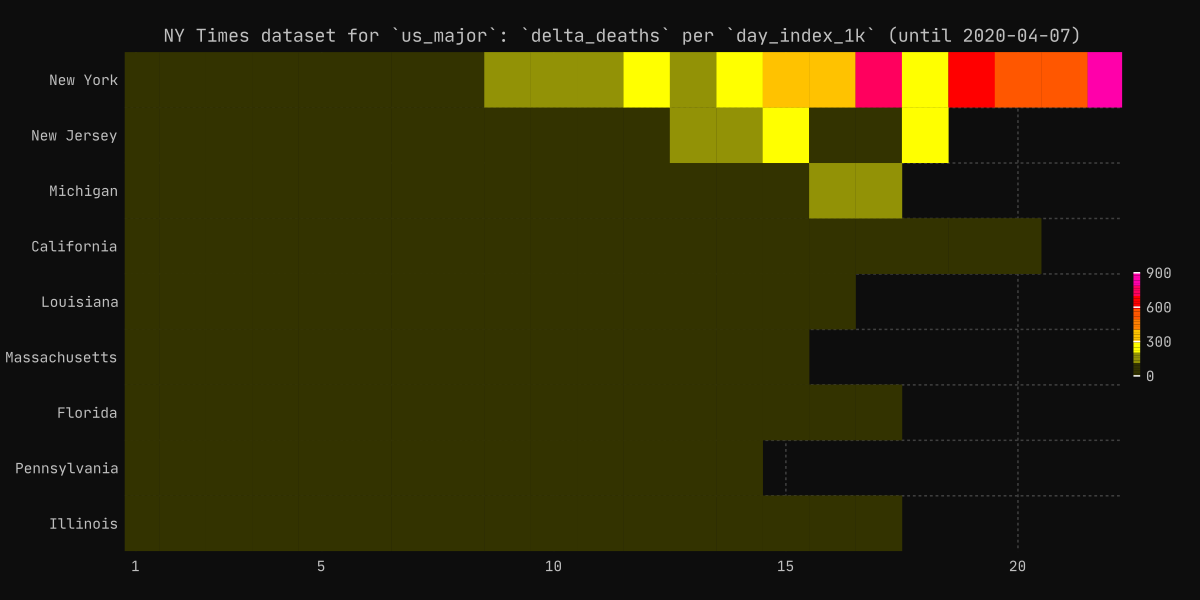 NY Times dataset for `us_major`: `delta_deaths` per `day_index_1k` (until 2020-04-07)
New York
New Jersey
Michigan
California
Louisiana
Massachusetts
Florida
Pennsylvania
Illinois
900
600
300
0
1 5 10 15 20